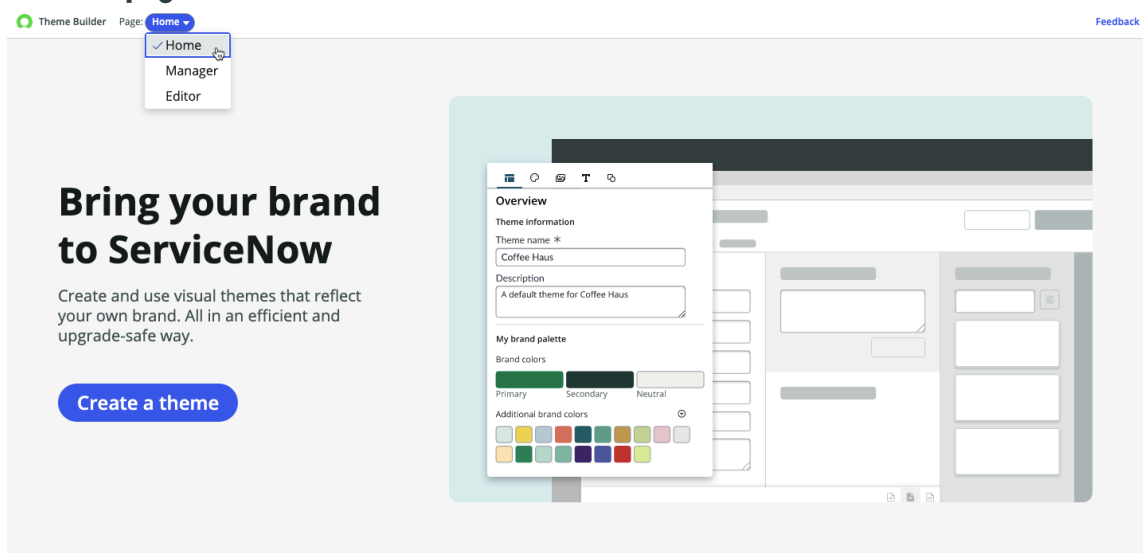 Theme Builder Page: Home
Feedback
Home
Manager
Editor
Bring your brand
to ServiceNow
Create and use visual themes that reflect
your own brand. All in an efficient and
upgrade-safe way.
Create a theme
Overview
Theme information
Theme name *
Coffee Haus
Description
A default theme for Coffee Haus
My brand palette
Brand colors
Primary Secondary Neutral
Additional brand colors